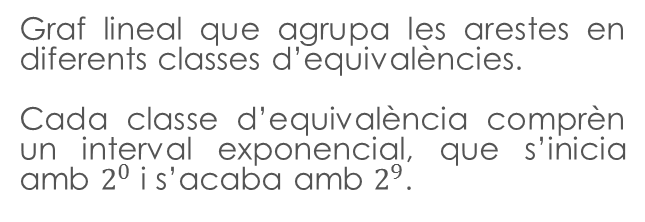 Graf lineal que agrupa les arestes en
diferents classes d'equivalències.
Cada classe d'equivalència comprèn
un interval exponencial, que s'inicia
amb 2⁰ i s'acaba amb 2⁹.